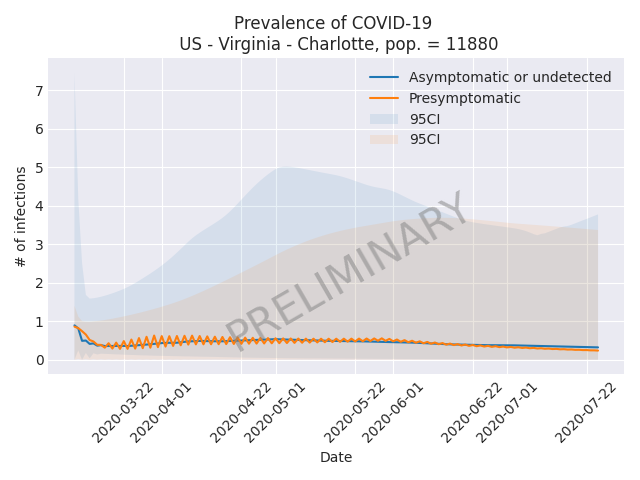 Prevalence of COVID-19
US - Virginia - Charlotte, pop. = 11880
Asymptomatic or undetected
Presymptomatic
95CI
95CI
7
6
5
4
3
2
1
0
# of infections
PRELIMINARY
2020-03-22
2020-04-01
2020-04-22
2020-05-01
2020-05-22
2020-06-01
2020-06-22
2020-07-01
2020-07-22
Date